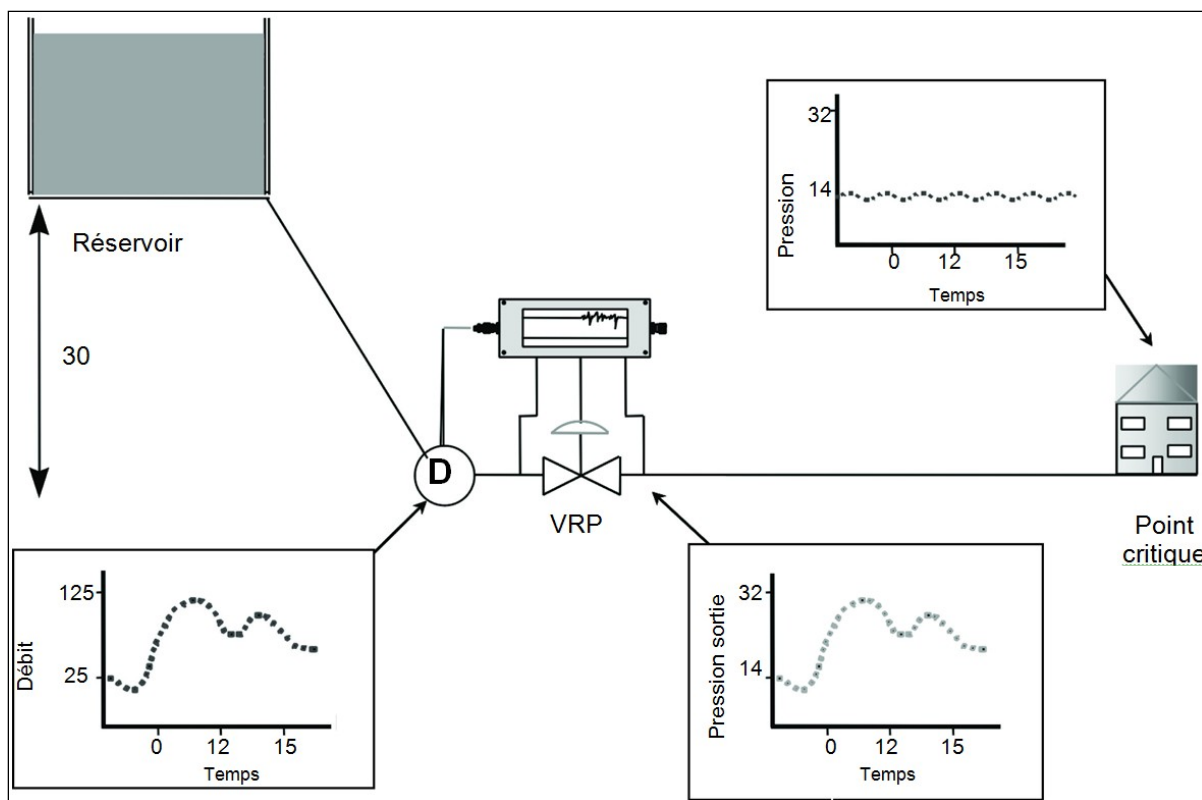 Réservoir
30
D
VRP
Point
critique
Pression
32
14
0 12 15
Temps
Débit
125
25
0 12 15
Temps
Pression sortie
32
14
0 12 15
Temps